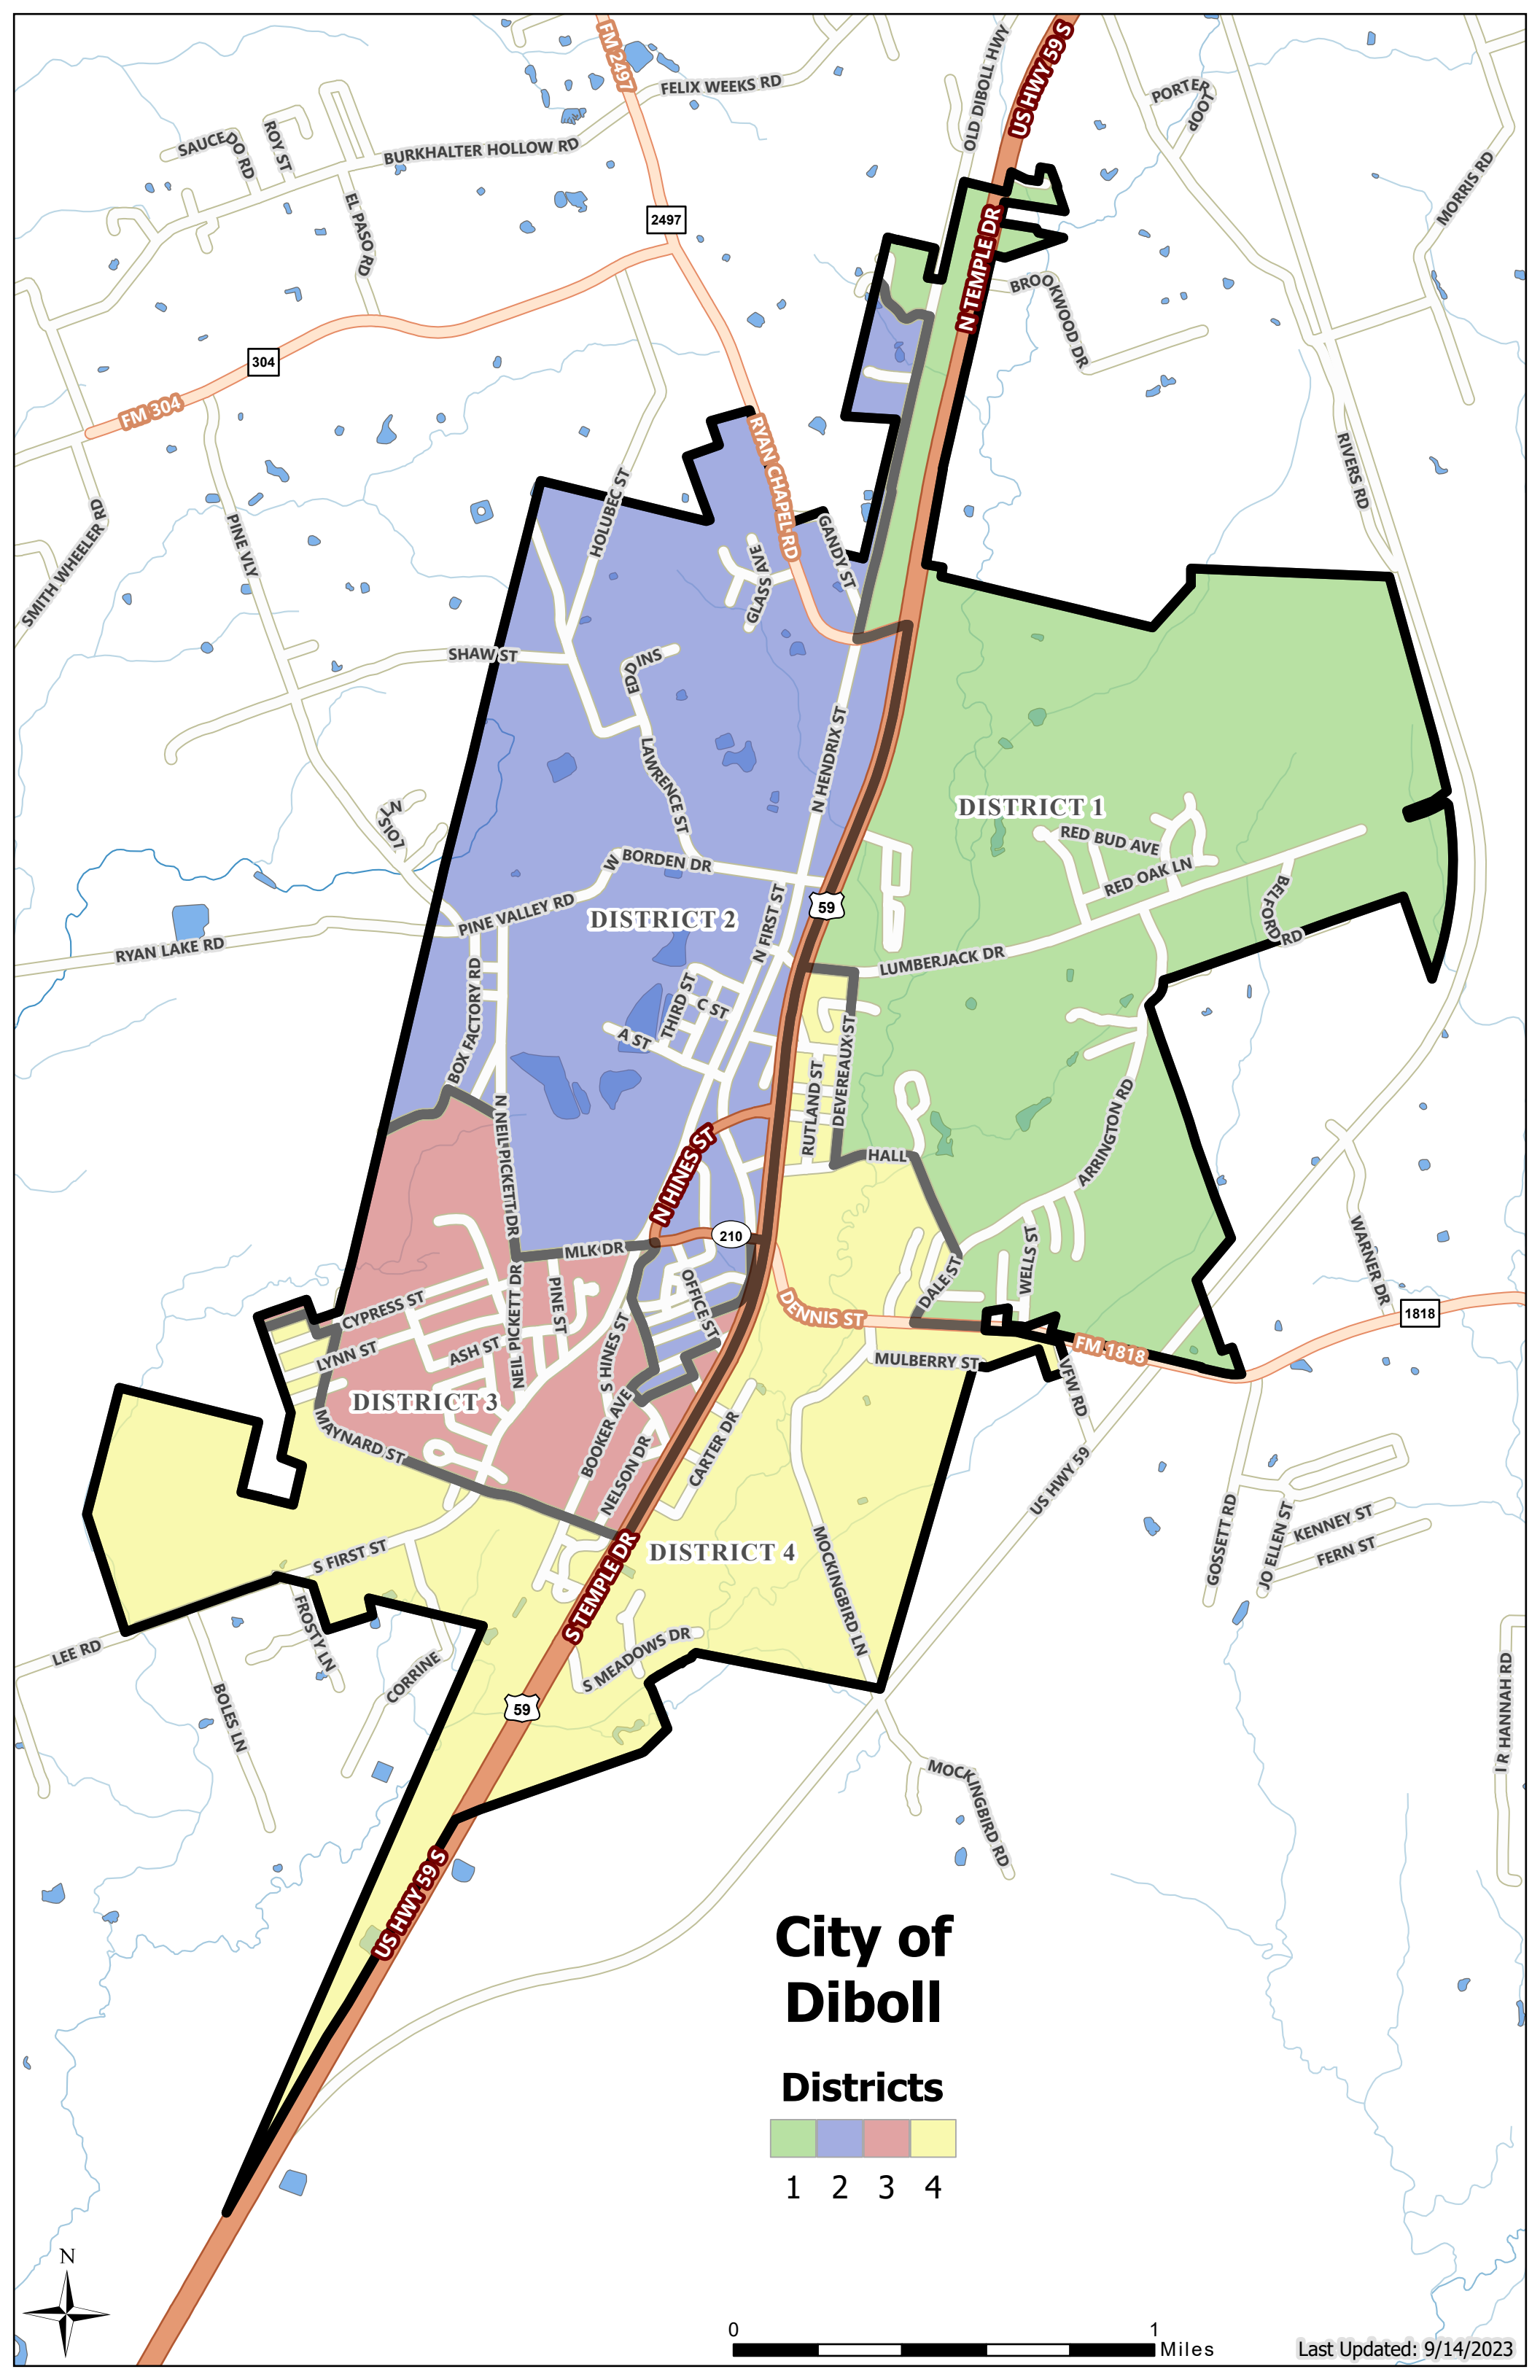 FM 2497
OLD DIBOLL HWY
US HWY 59 S
FELIX WEEKS RD
PORTER LOOP
SAUCEDO RD
ROY ST
BURKHALTER HOLLOW RD
MORRIS RD
EL PASO RD
2497
N TEMPLE DR
BROOKWOOD DR
304
FM 304
RYAN CHAPEL RD
RIVERS RD
HOLUBEC ST
SMITH WHEELER RD
PINE VLY
GANDY ST
GLASS AVE
SHAW ST
EDDINS
N HENDRIX ST
LAWRENCE ST
LOIS LN
DISTRICT 1
RED BUD AVE
W BORDEN DR
RED OAK LN
BELFORD RD
59
PINE VALLEY RD
DISTRICT 2
N FIRST ST
RYAN LAKE RD
LUMBERJACK DR
BOX FACTORY RD
THIRD ST
C ST
A ST
DEVEREAUX ST
RUTLAND ST
N NEIL PICKETT DR
ARRINGTON RD
HALL
N HINES ST
210
MLK DR
WELLS ST
WARNER DR
DALE ST
OFFICE ST
NEIL PICKETT DR
PINE ST
CYPRESS ST
DENNIS ST
1818
FM 1818
LYNN ST
ASH ST
S HINES ST
MULBERRY ST
VFW RD
DISTRICT 3
BOOKER AVE
MAYNARD ST
NELSON DR
CARTER DR
US HWY 59
GOSSETT RD
JO ELLEN ST
KENNEY ST
FERN ST
S FIRST ST
DISTRICT 4
MOCKINGBIRD LN
S TEMPLE DR
FROSTY LN
LEE RD
S MEADOWS DR
CORRINE
BOLES LN
59
I R HANNAH RD
MOCKINGBIRD RD
US HWY 59 S
City of
Diboll
Districts
1 2 3 4
N
0 1
Miles
Last Updated: 9/14/2023